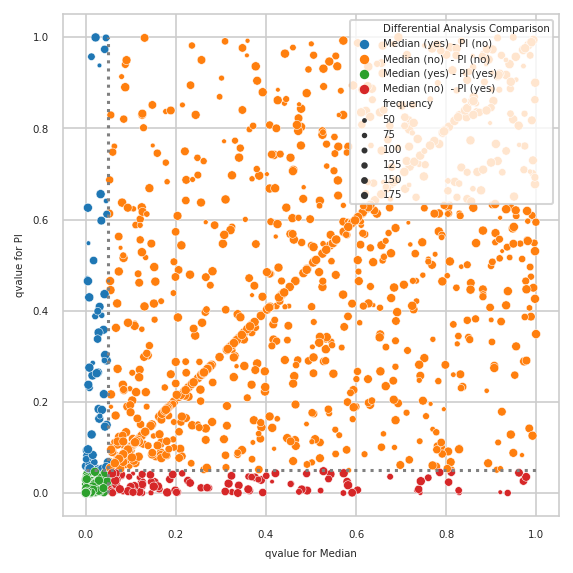 1.0
0.8
0.6
0.4
0.2
0.0
qvalue for PI
Differential Analysis Comparison
Median (yes) - PI (no)
Median (no)  - PI (no)
Median (yes) - PI (yes)
Median (no)  - PI (yes)
frequency
50
75
100
125
150
175
0.0
0.2
0.4
0.6
0.8
1.0
qvalue for Median